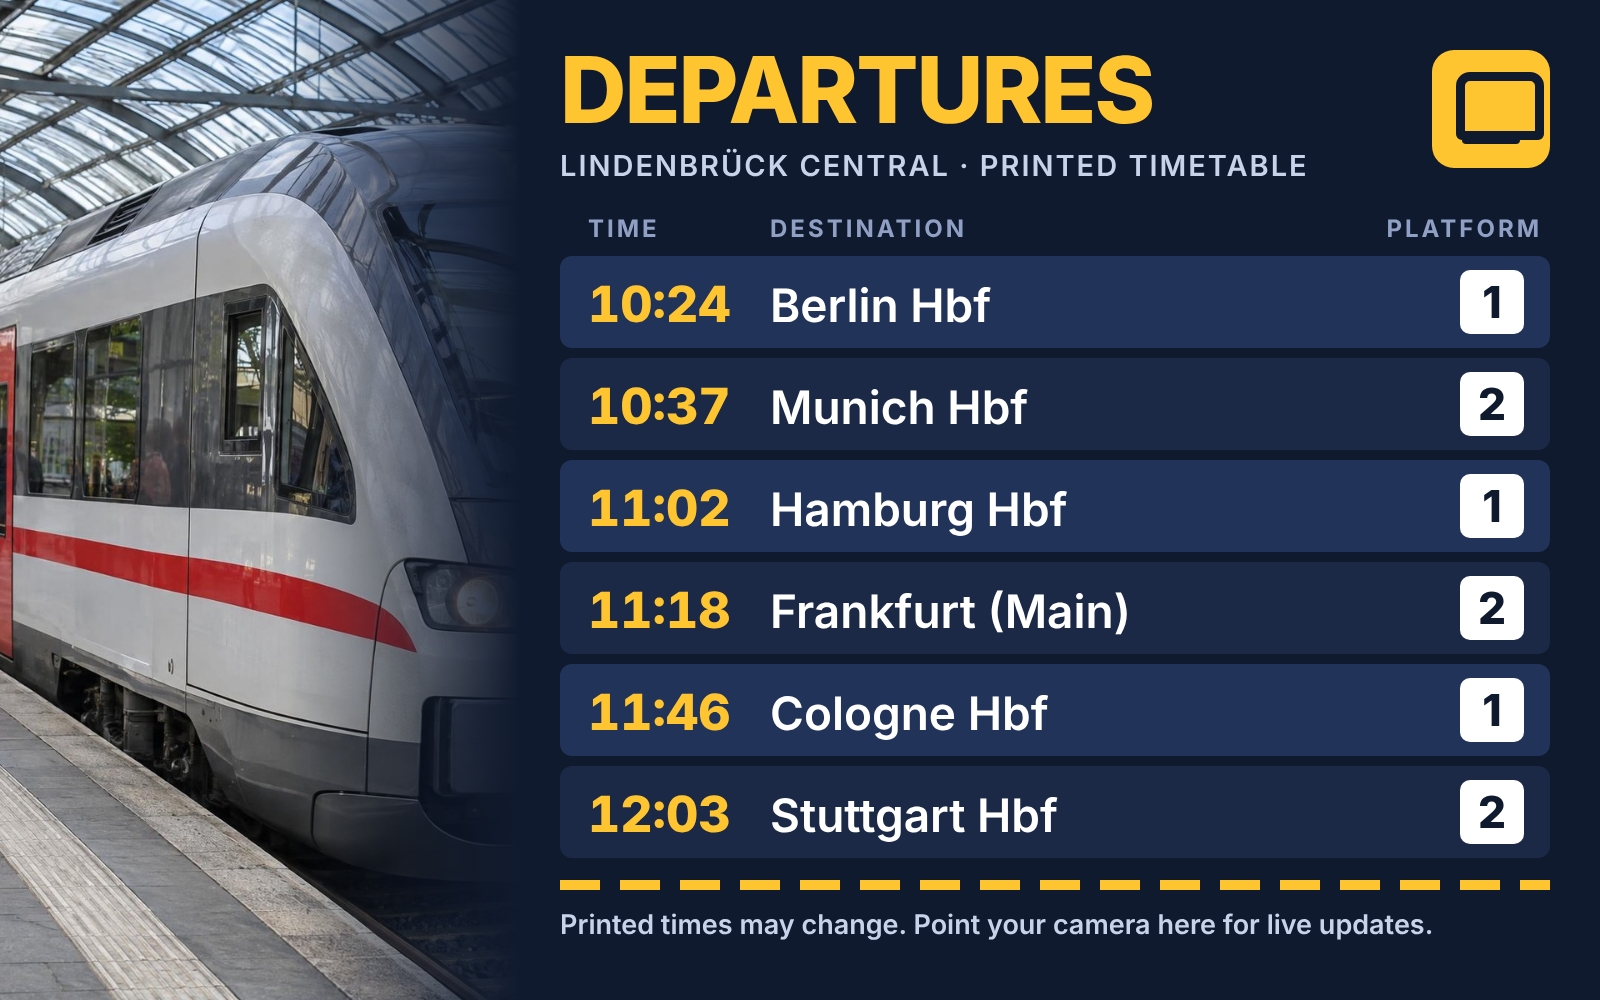 DEPARTURES
LINDENBRÜCK CENTRAL · PRINTED TIMETABLE
TIME DESTINATION PLATFORM
10:24 Berlin Hbf 1
10:37 Munich Hbf 2
11:02 Hamburg Hbf 1
11:18 Frankfurt (Main) 2
11:46 Cologne Hbf 1
12:03 Stuttgart Hbf 2
Printed times may change. Point your camera here for live updates.